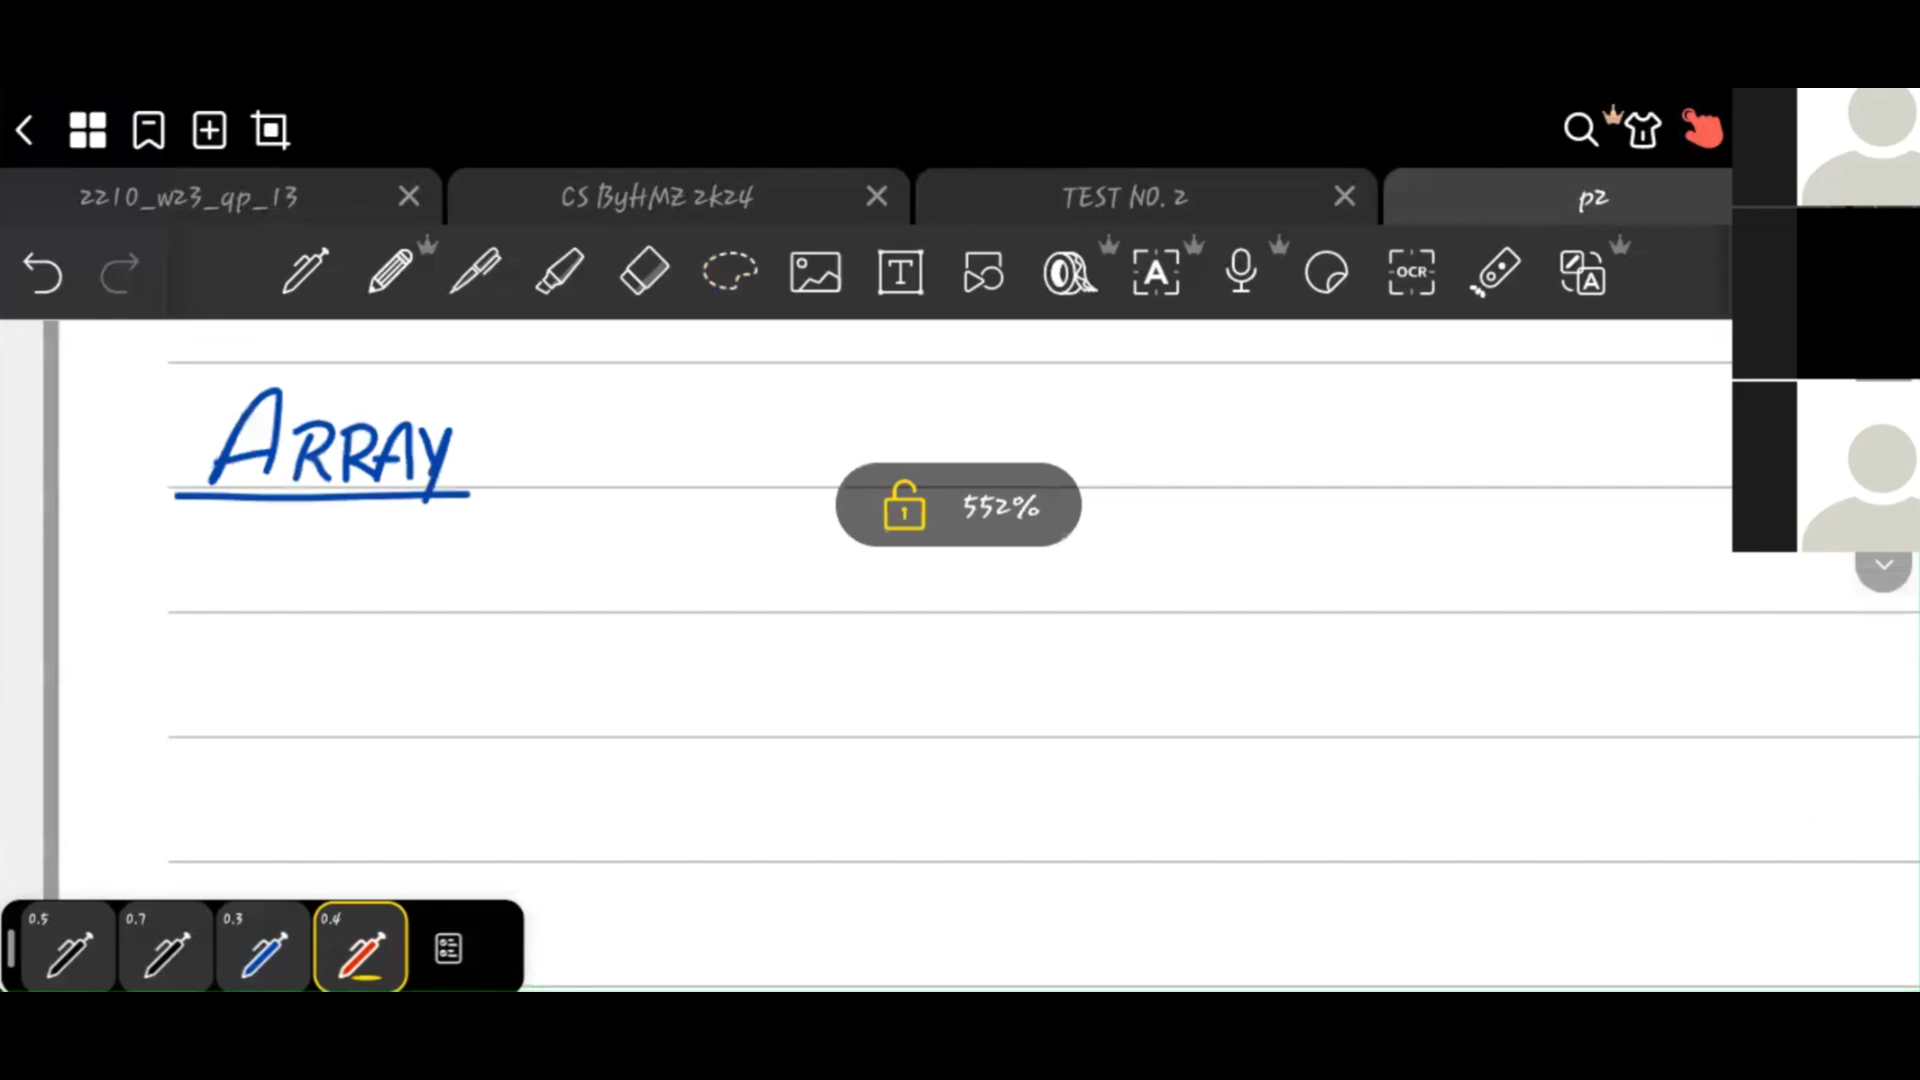 2210_w23_qp_13
CS ByHMZ 2k24
TEST NO. 2
p2
T
A
OCR
A
ARRAY
552%
0.5
0.7
0.3
0.4